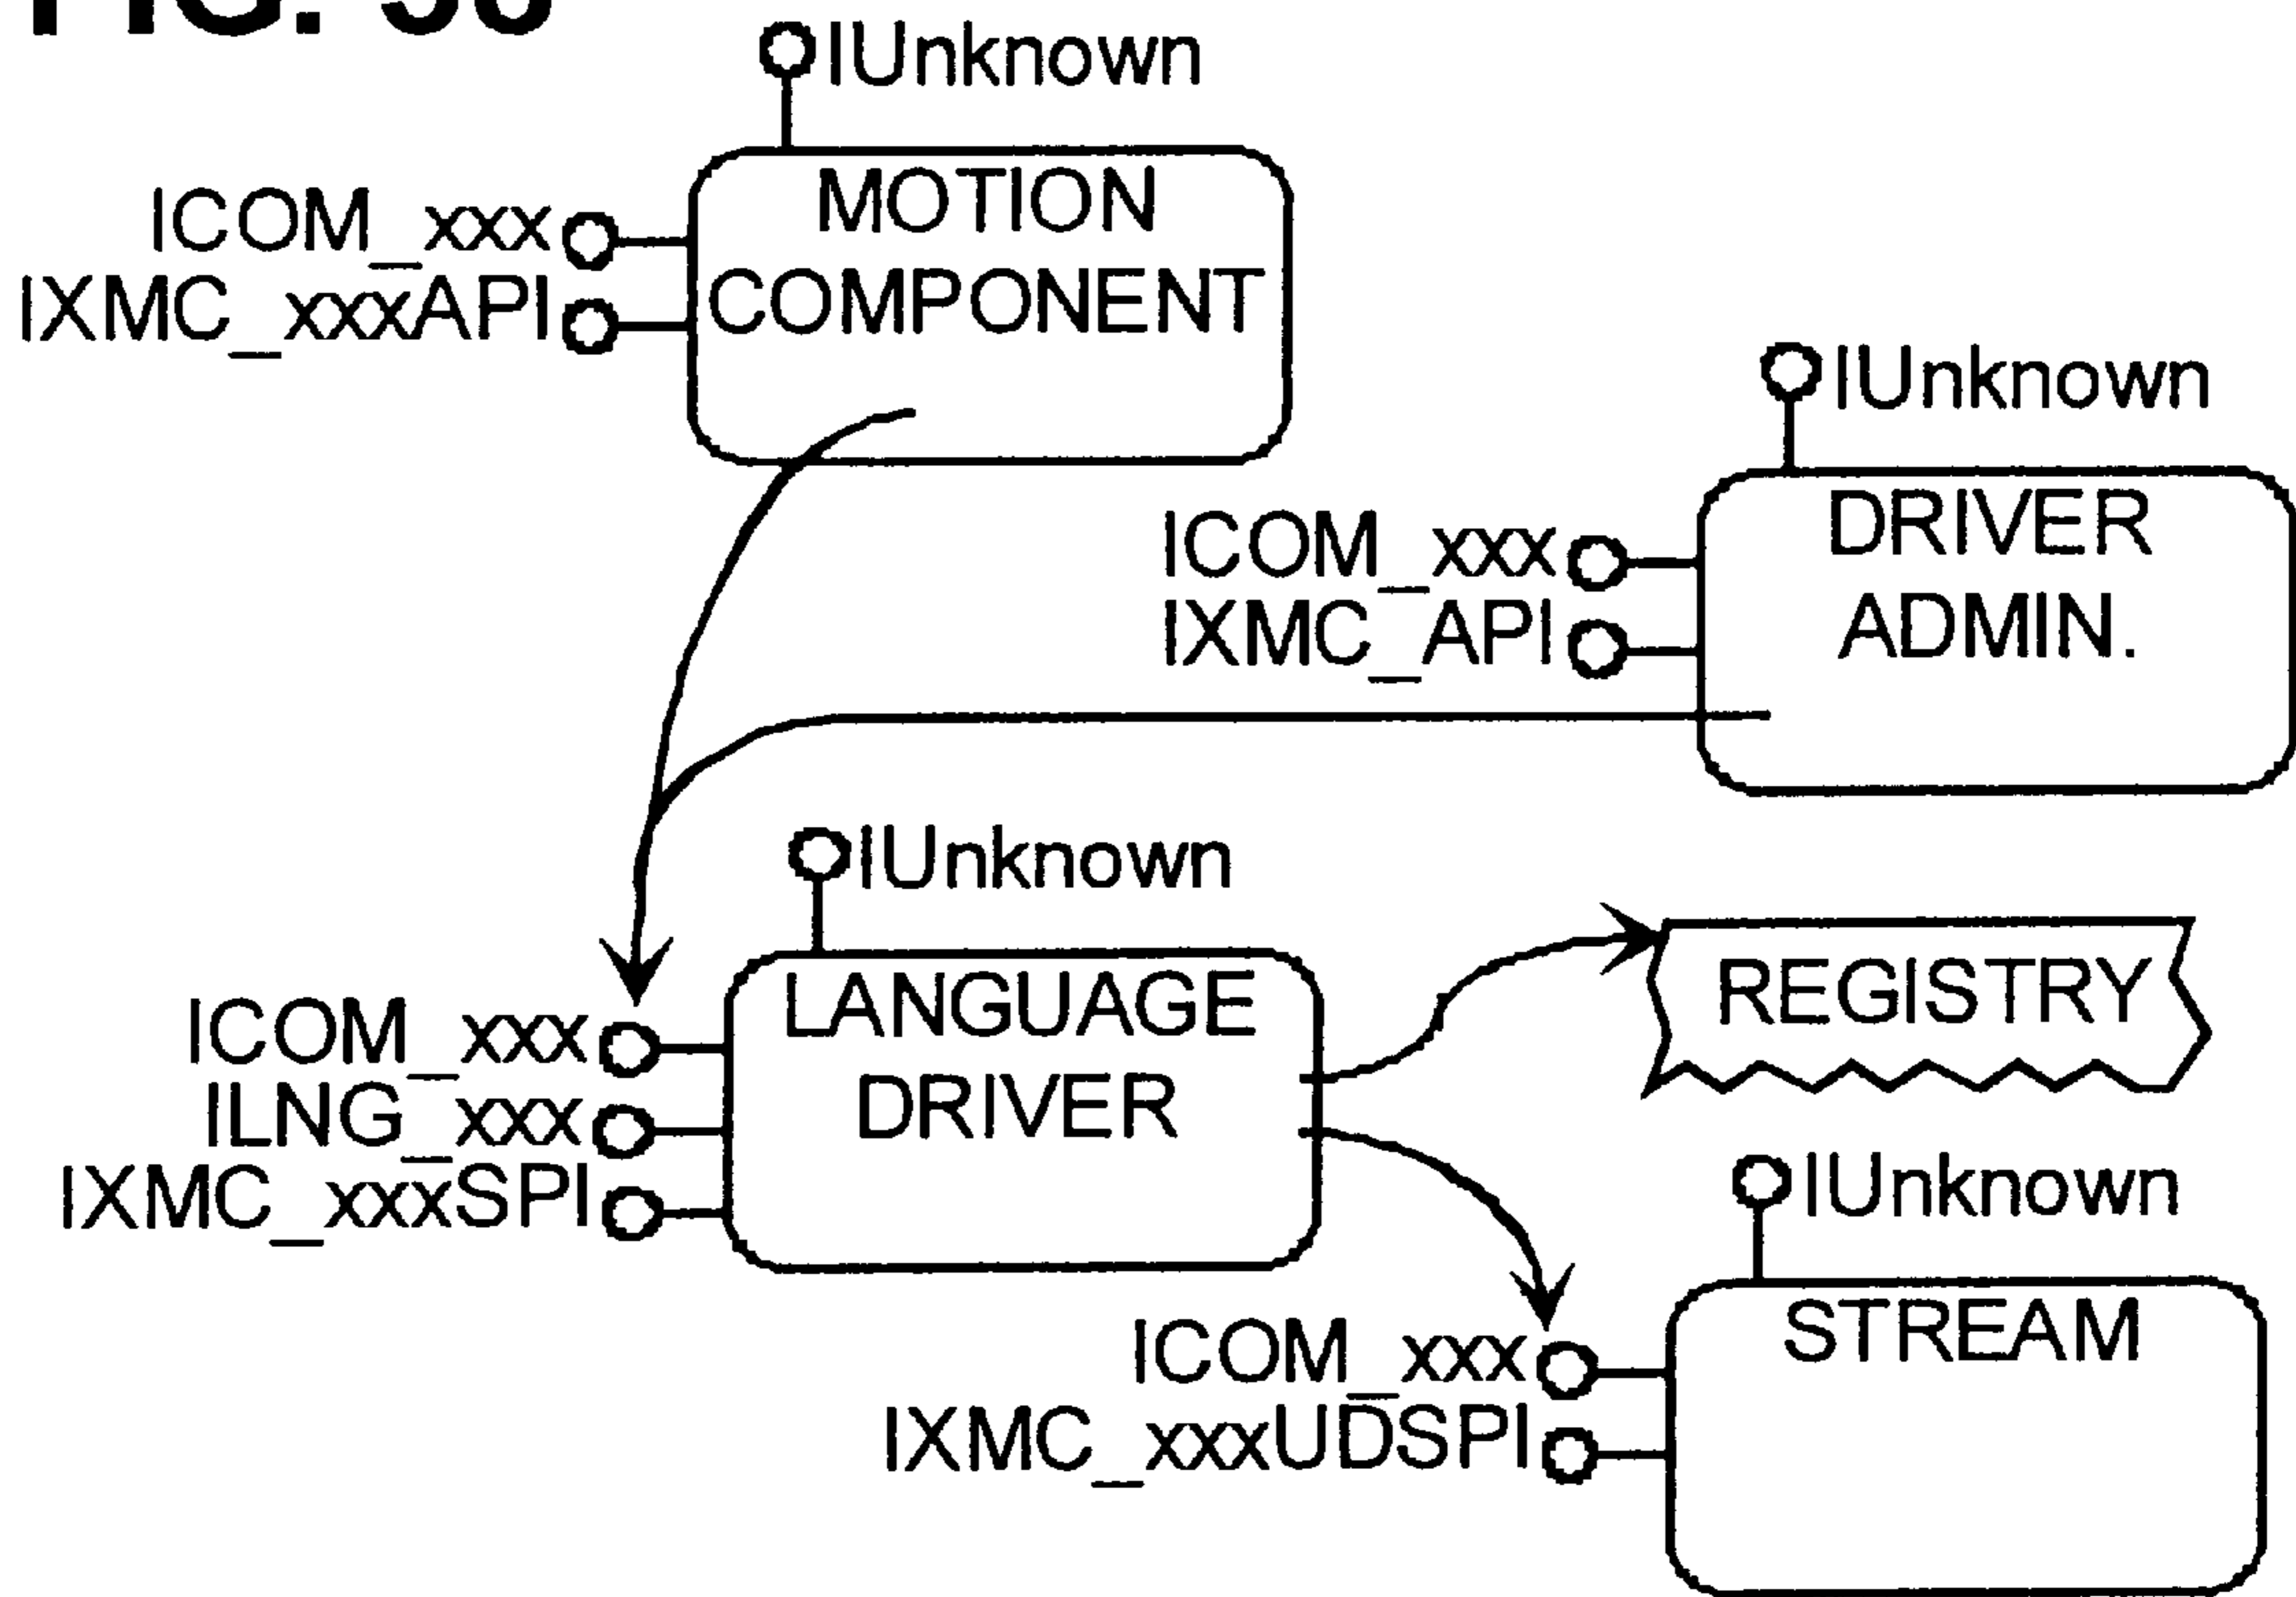 IUnknown
MOTION
COMPONENT
ICOM_xxx
IXMC_xxxAPI
IUnknown
DRIVER
ADMIN.
ICOM_xxx
IXMC_API
IUnknown
LANGUAGE
DRIVER
ICOM_xxx
ILNG_xxx
IXMC_xxxSPI
REGISTRY
IUnknown
STREAM
ICOM_xxx
IXMC_xxxUDSPI